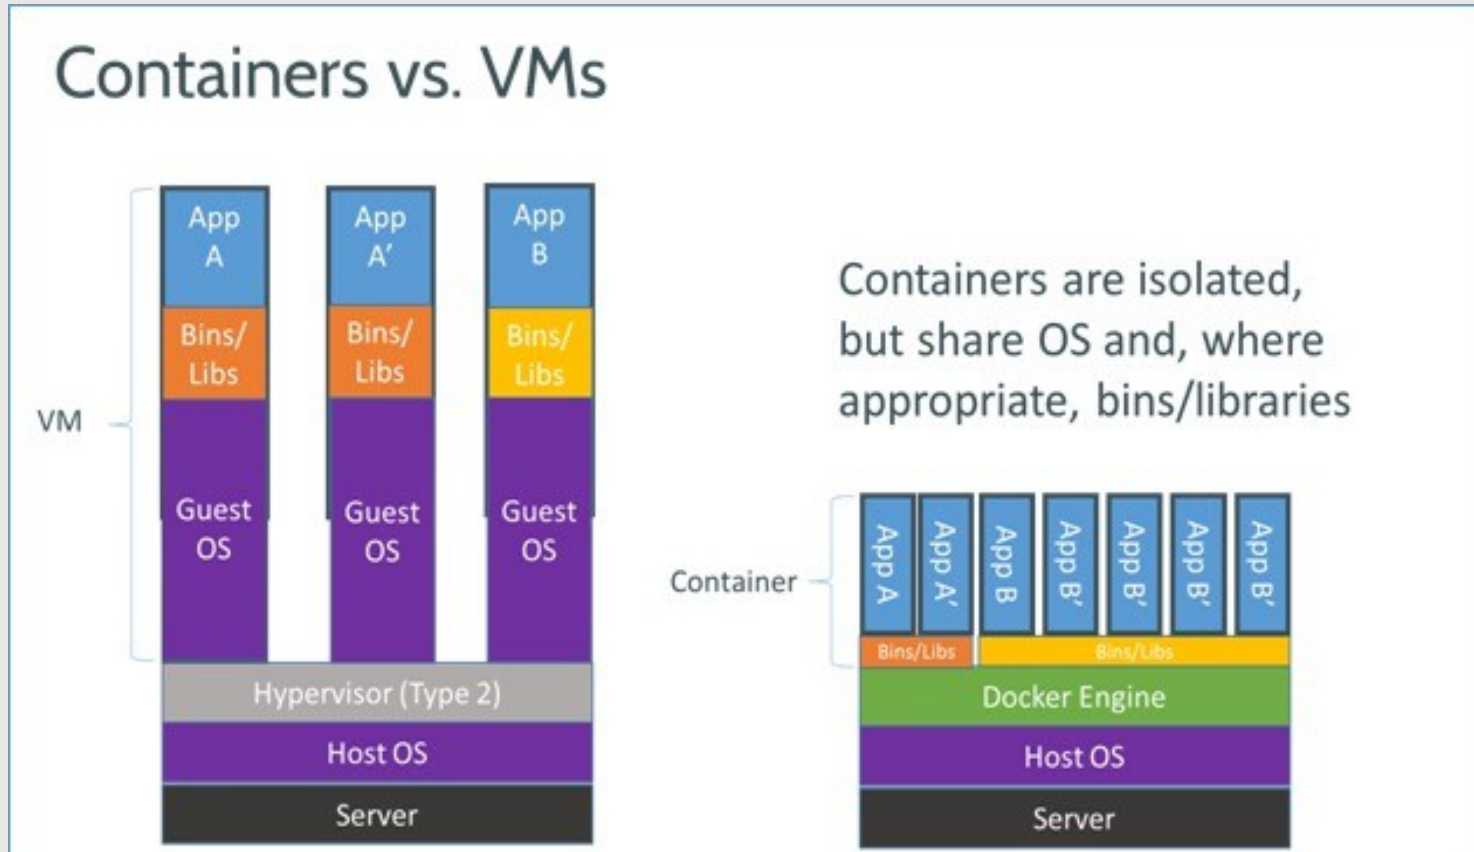 Containers vs. VMs
App
A
App
A'
App
B
Bins/
Libs
Bins/
Libs
Bins/
Libs
VM
Guest
OS
Guest
OS
Guest
OS
Hypervisor (Type 2)
Host OS
Server
Containers are isolated,
but share OS and, where
appropriate, bins/libraries
Container
App A
App A'
App B
App B'
App B'
App B'
App B'
Bins/Libs
Bins/Libs
Docker Engine
Host OS
Server